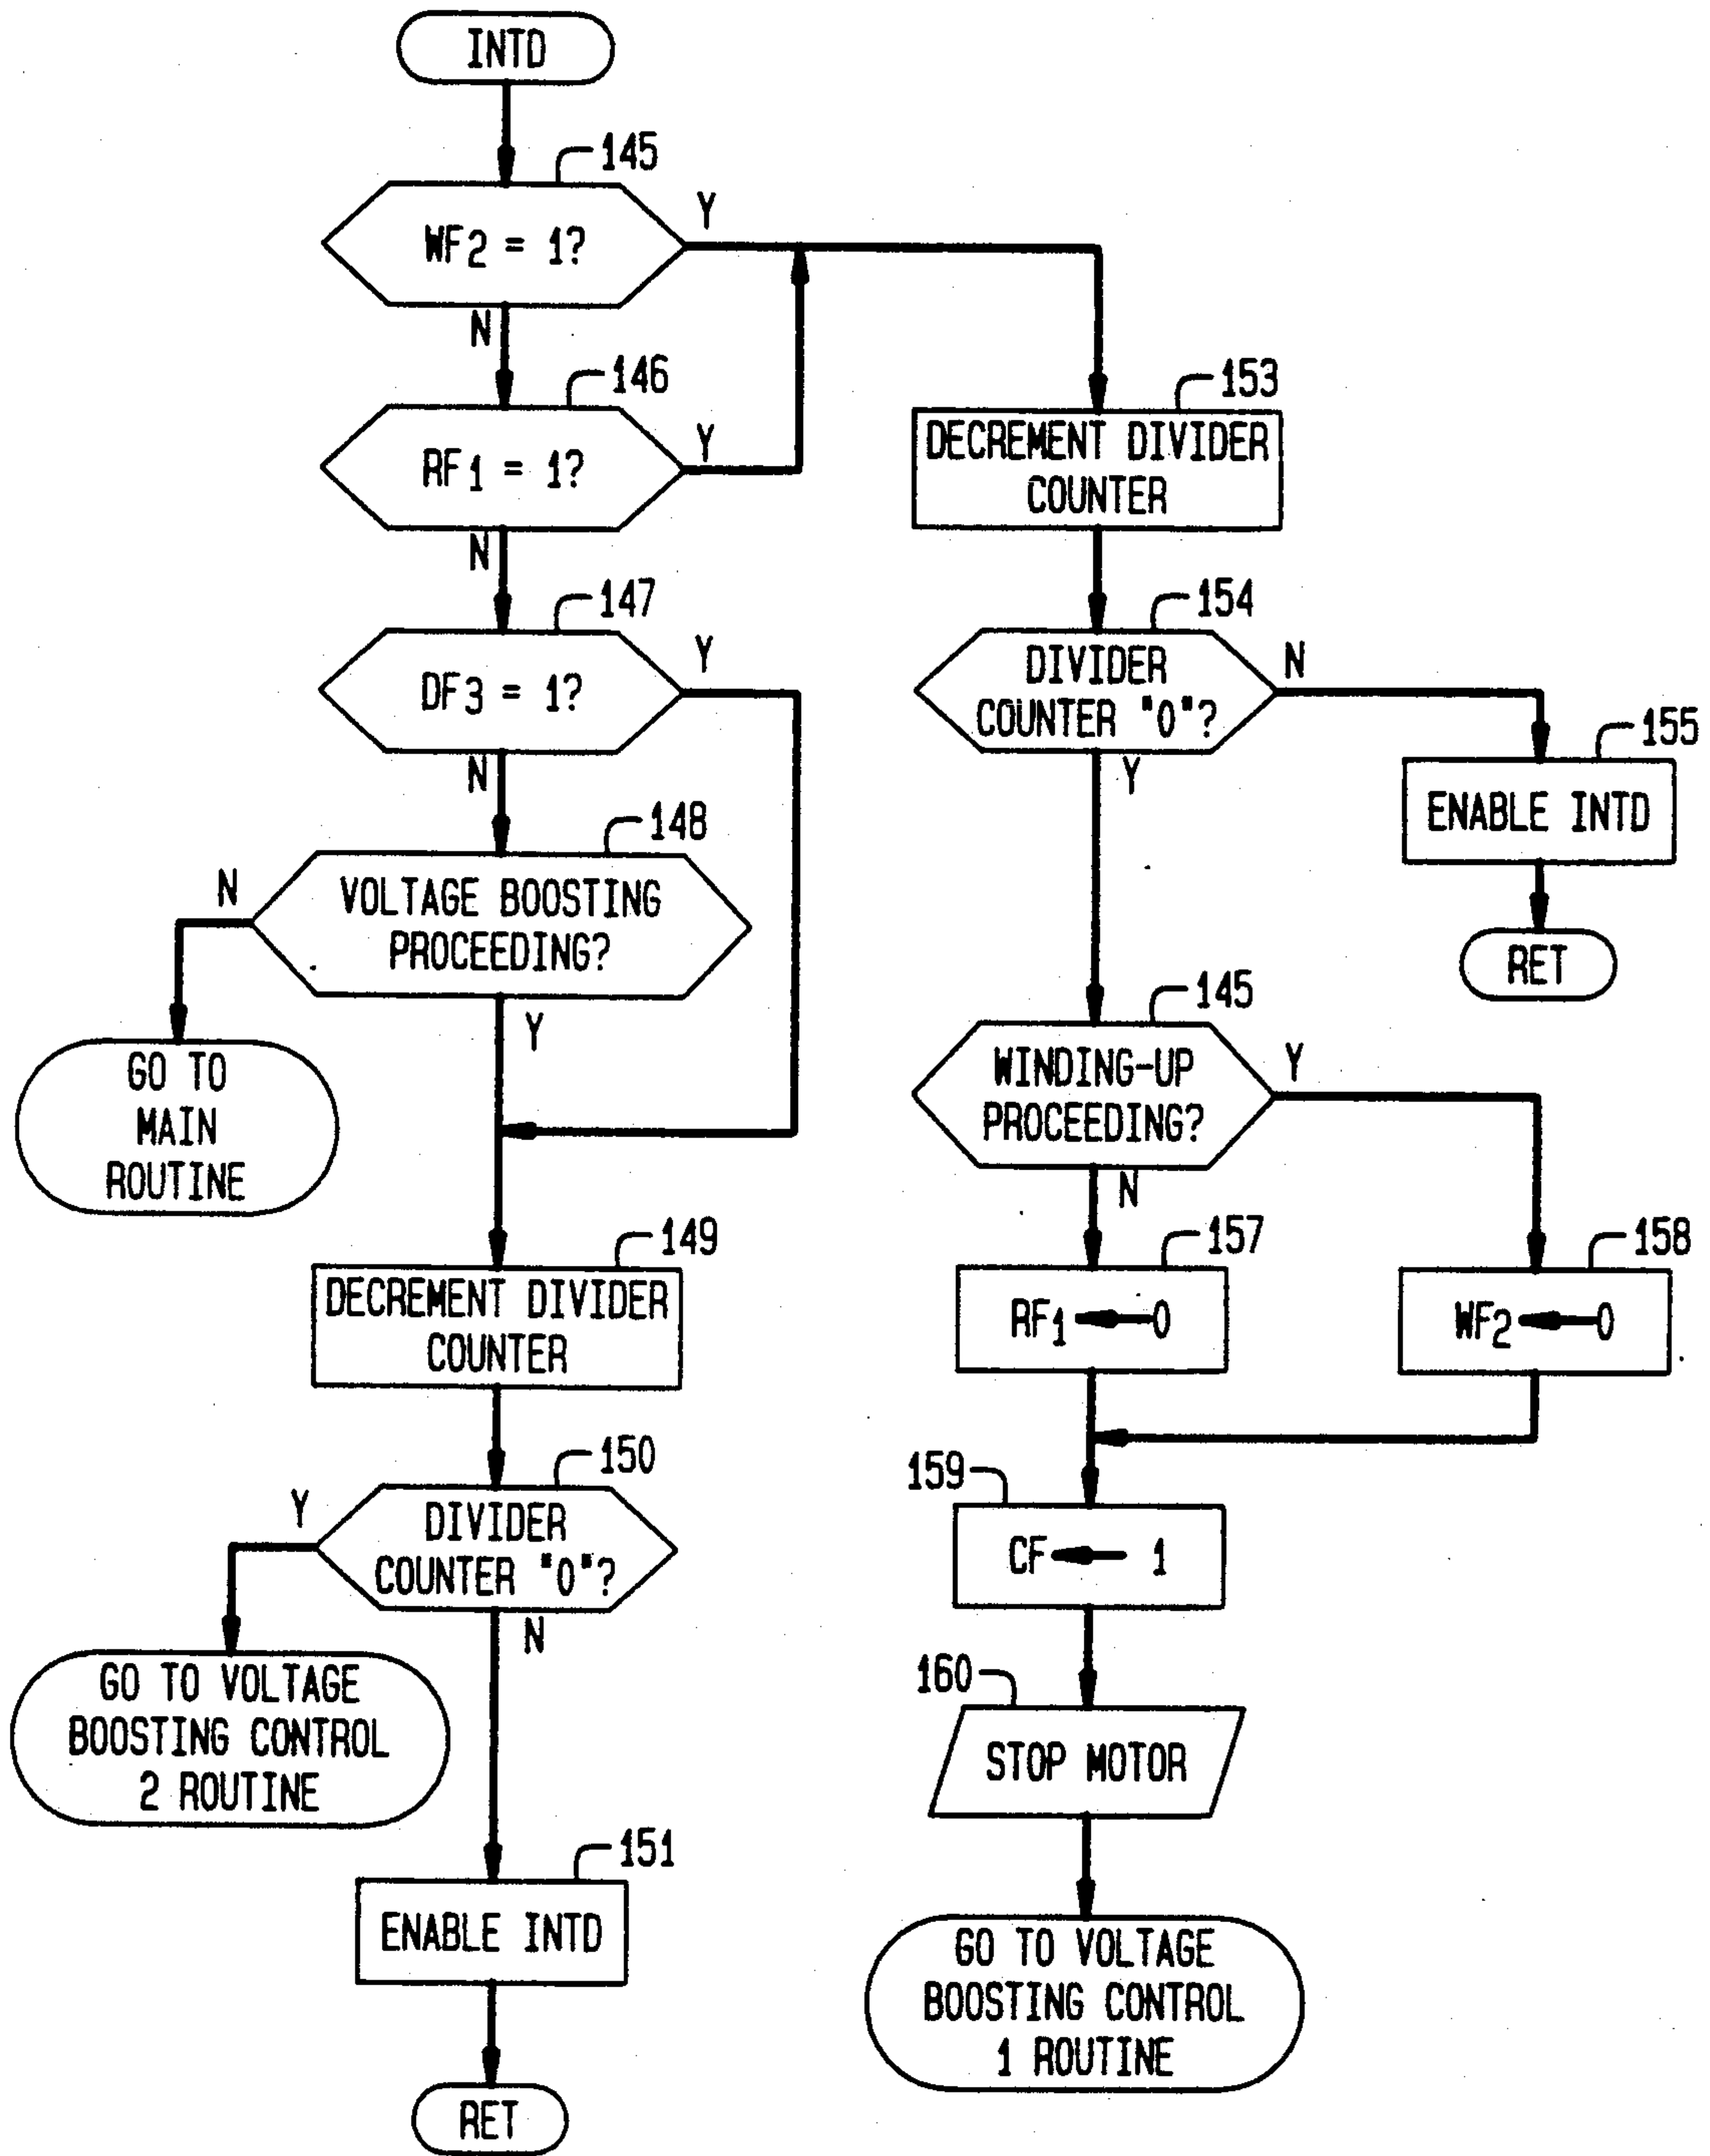 INTD
145
WF2 = 1?
Y
N
146
RF1 = 1?
Y
N
147
DF3 = 1?
Y
N
148
VOLTAGE BOOSTING
PROCEEDING?
N
Y
GO TO
MAIN
ROUTINE
149
DECREMENT DIVIDER
COUNTER
150
DIVIDER
COUNTER "0"?
Y
N
GO TO VOLTAGE
BOOSTING CONTROL
2 ROUTINE
151
ENABLE INTD
RET
153
DECREMENT DIVIDER
COUNTER
154
DIVIDER
COUNTER "0"?
N
Y
155
ENABLE INTD
RET
145
WINDING-UP
PROCEEDING?
Y
N
157
RF1 ← 0
158
WF2 ← 0
159
CF ← 1
160
STOP MOTOR
GO TO VOLTAGE
BOOSTING CONTROL
1 ROUTINE